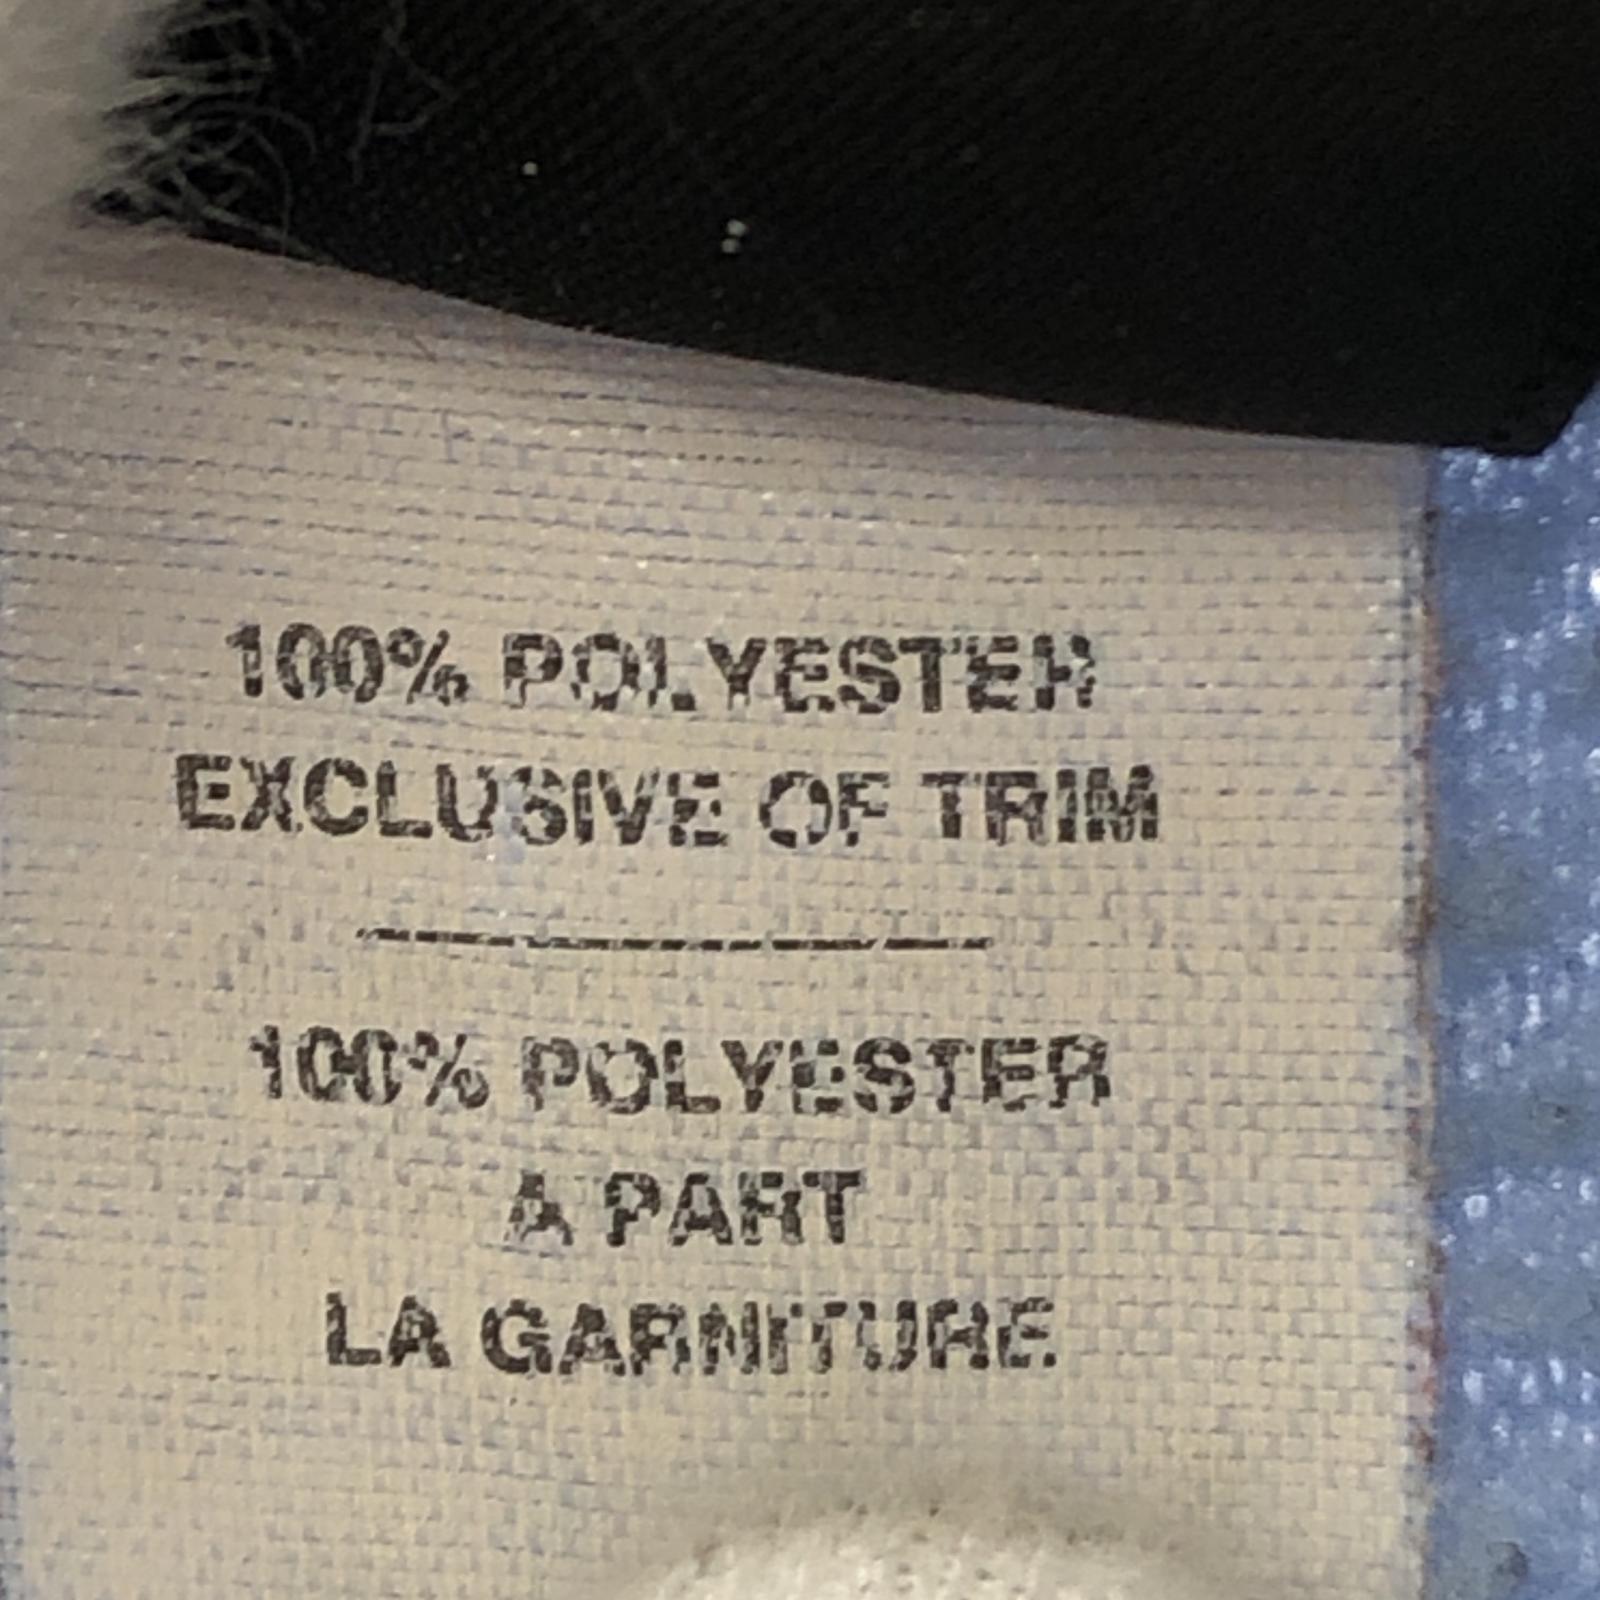 100% POLYESTER
EXCLUSIVE OF TRIM
100% POLYESTER
A PART
LA GARNITURE.